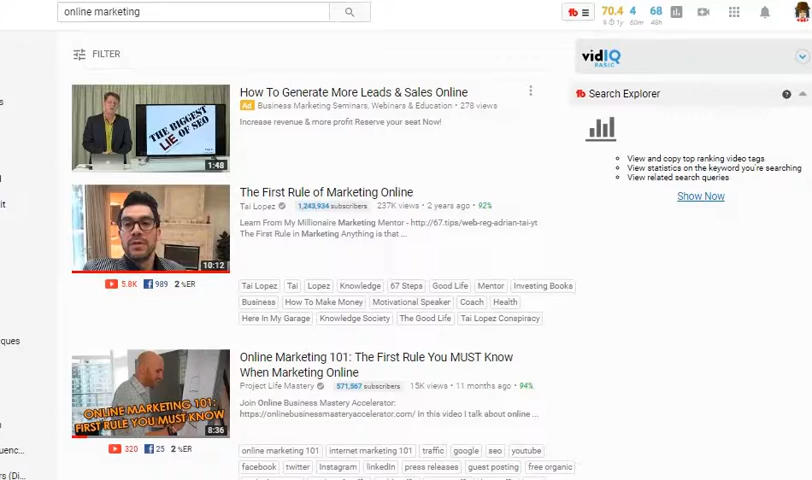 online marketing
70.4 4 68
1y 60m 48h
FILTER
vidIQ
BASIC
Search Explorer
View and copy top ranking video tags
View statistics on the keyword you're searching
View related search queries
Show Now
THE BIGGEST
LIE OF SEO
1:48
How To Generate More Leads & Sales Online
Ad Business Marketing Seminars, Webinars & Education • 278 views
Increase revenue & more profit Reserve your seat Now!
10:12
5.8K 989 2 %ER
The First Rule of Marketing Online
Tai Lopez 1,243,934 subscribers 237K views • 2 years ago • 92%
Learn From My Millionaire Marketing Mentor - http://67.tips/web-reg-adrian-tai-yt
The First Rule in Marketing Anything is that ...
Tai Lopez Tai Lopez Knowledge 67 Steps Good Life Mentor Investing Books
Business How To Make Money Motivational Speaker Coach Health
Here In My Garage Knowledge Society The Good Life Tai Lopez Conspiracy
ONLINE MARKETING 101:
FIRST RULE YOU MUST KNOW
8:36
320 25 2 %ER
Online Marketing 101: The First Rule You MUST Know
When Marketing Online
Project Life Mastery 571,567 subscribers 15K views • 11 months ago • 94%
Join Online Business Mastery Accelerator:
https://onlinebusinessmasteryaccelerator.com/ In this video I talk about online ...
online marketing 101 internet marketing 101 traffic google seo youtube
facebook twitter Instagram linkedIn press releases guest posting free organic